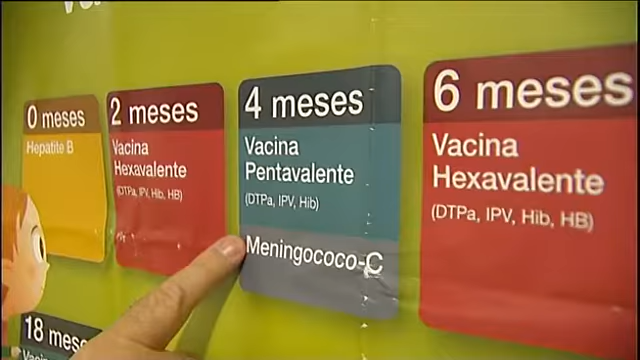 0 meses
Hepatite B
2 meses
Vacina
Hexavalente
(DTPa, IPV, Hib, HB)
4 meses
Vacina
Pentavalente
(DTPa, IPV, Hib)
Meningococo-C
6 meses
Vacina
Hexavalente
(DTPa, IPV, Hib, HB)
18 meses